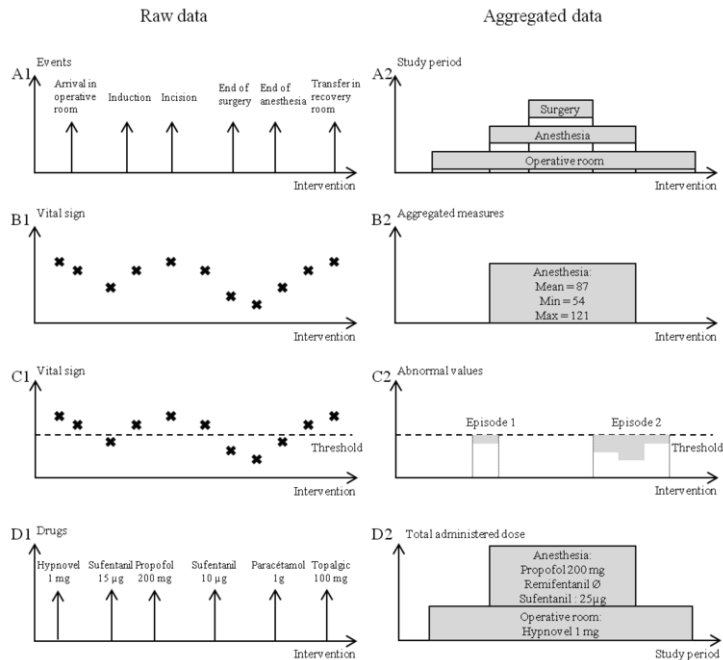 Raw data
Aggregated data
A1
Events
Arrival in
operative
room
Induction
Incision
End of
surgery
End of
anesthesia
Transfer in
recovery
room
Intervention
A2
Study period
Surgery
Anesthesia
Operative room
Intervention
B1
Vital sign
Intervention
B2
Aggregated measures
Anesthesia:
Mean = 87
Min = 54
Max = 121
Intervention
C1
Vital sign
Threshold
Intervention
C2
Abnormal values
Episode 1
Episode 2
Threshold
Intervention
D1
Drugs
Hypnovel
1 mg
Sufentanil
15 µg
Propofol
200 mg
Sufentanil
10 µg
Paracétamol
1g
Topalgic
100 mg
Intervention
D2
Total administered dose
Anesthesia:
Propofol 200 mg
Remifentanil Ø
Sufentanil : 25µg
Operative room:
Hypnovel 1 mg
Study period